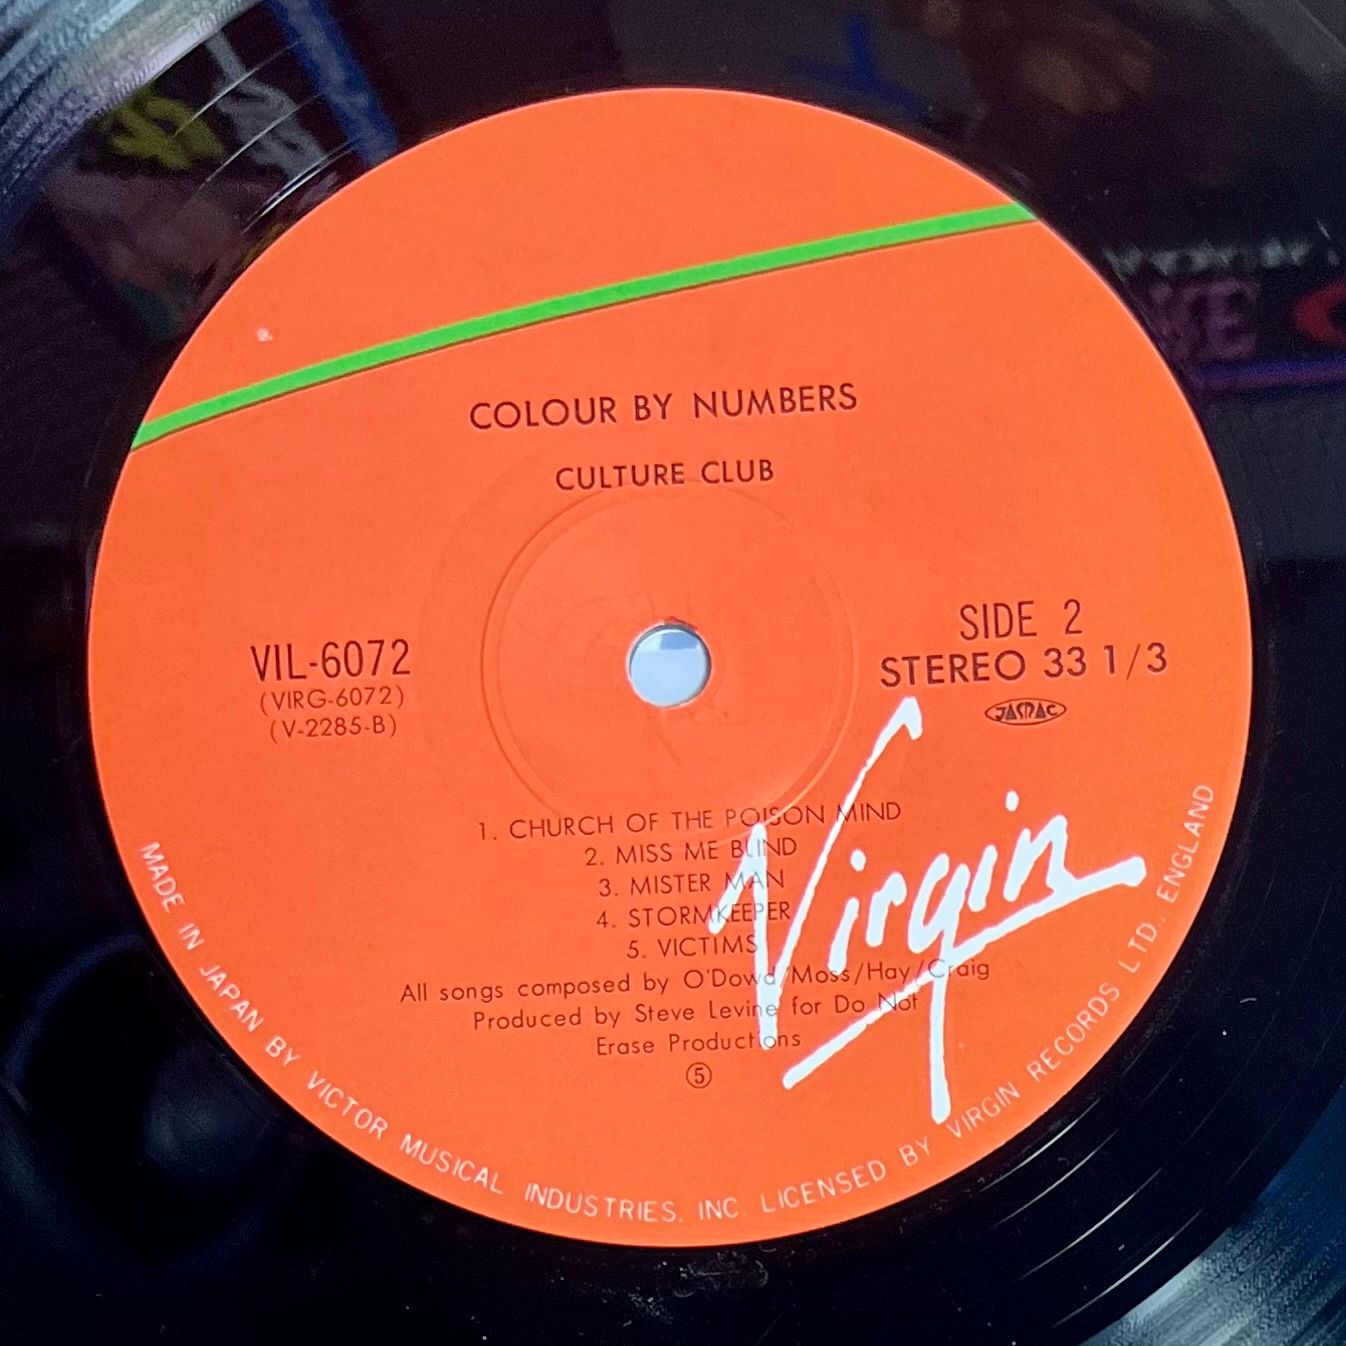 COLOUR BY NUMBERS
CULTURE CLUB
VIL-6072
(VIRG-6072)
(V-2285-B)
SIDE 2
STEREO 33 1/3
JASRAC
1. CHURCH OF THE POISON MIND
2. MISS ME BLIND
3. MISTER MAN
4. STORMKEEPER
5. VICTIMS
All songs composed by O'Dowd/Moss/Hay/Craig
Produced by Steve Levine for Do Not
Erase Productions
⑤
Virgin
MADE IN JAPAN BY VICTOR MUSICAL INDUSTRIES, INC. LICENSED BY VIRGIN RECORDS LTD. ENGLAND